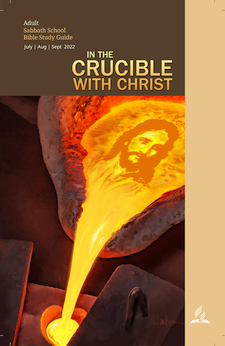 Adult
Sabbath School
Bible Study Guide
July | Aug | Sept 2022
IN THE
CRUCIBLE
WITH CHRIST